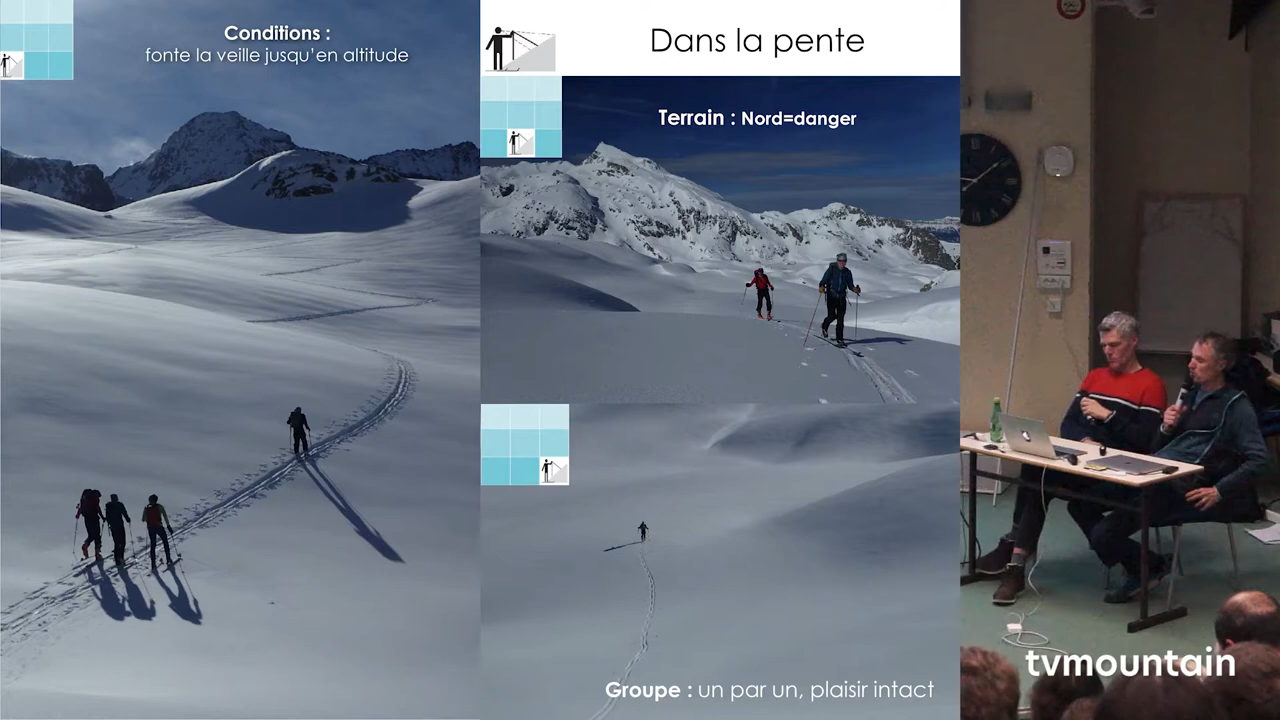 Conditions :
fonte la veille jusqu'en altitude
Dans la pente
Terrain : Nord=danger
Groupe : un par un, plaisir intact
tvmountain